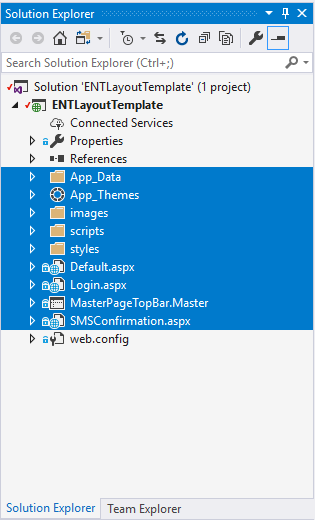 Solution Explorer
Search Solution Explorer (Ctrl+;)
Solution 'ENTLayoutTemplate' (1 project)
ENTLayoutTemplate
Connected Services
Properties
References
App_Data
App_Themes
images
scripts
styles
Default.aspx
Login.aspx
MasterPageTopBar.Master
SMSConfirmation.aspx
web.config
Solution Explorer Team Explorer